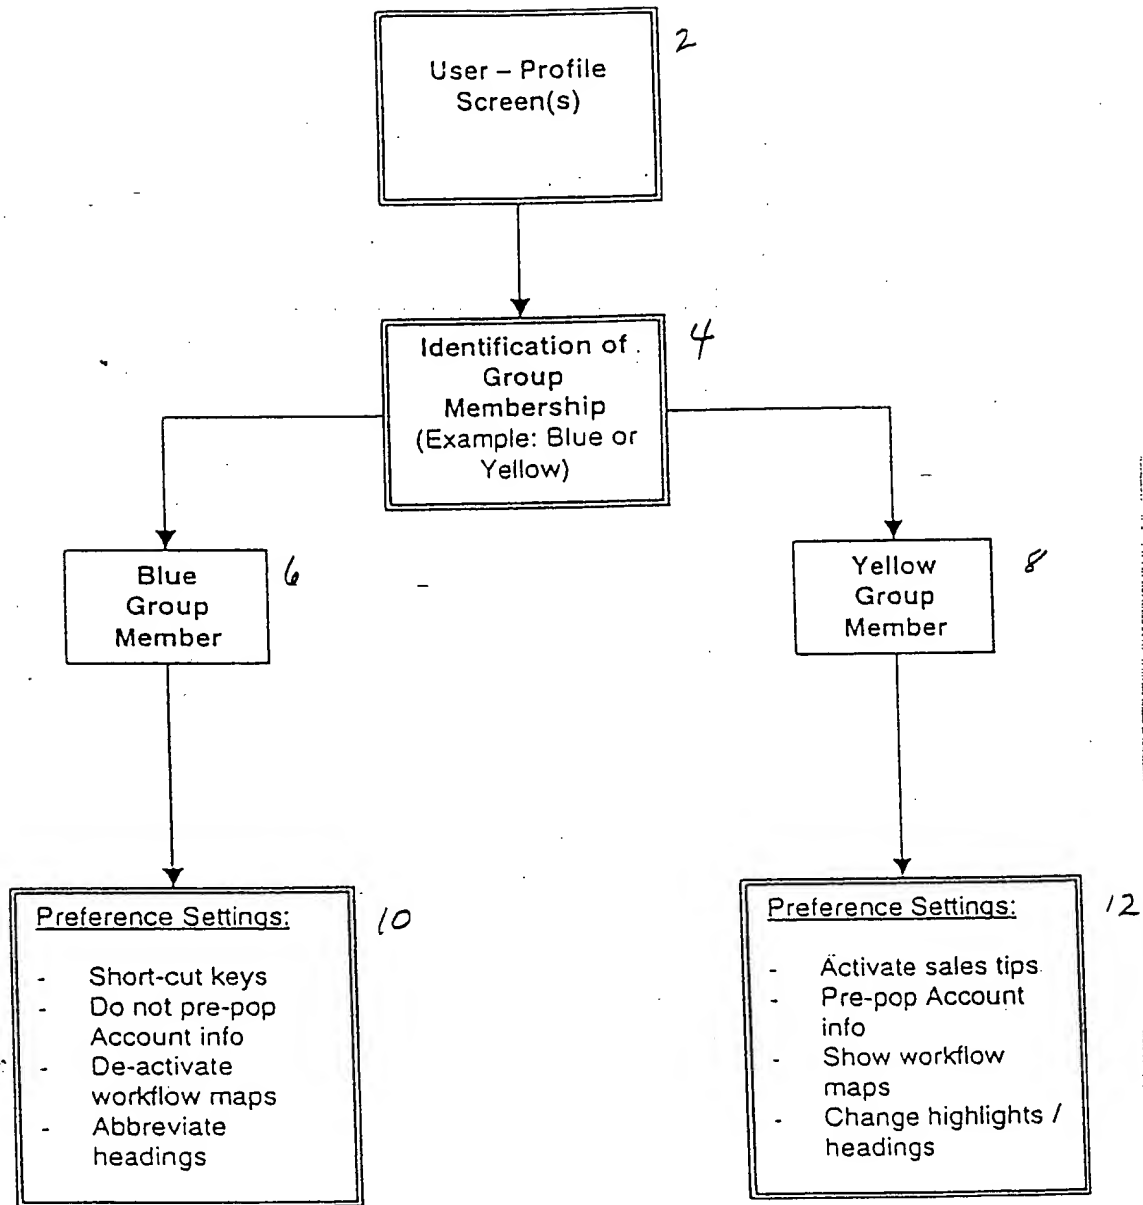 User – Profile
Screen(s)
2
Identification of
Group
Membership
(Example: Blue or
Yellow)
4
Blue
Group
Member
6
Yellow
Group
Member
8
Preference Settings:
- Short-cut keys
- Do not pre-pop
Account info
- De-activate
workflow maps
- Abbreviate
headings
10
Preference Settings:
- Activate sales tips
- Pre-pop Account
info
- Show workflow
maps
- Change highlights /
headings
12